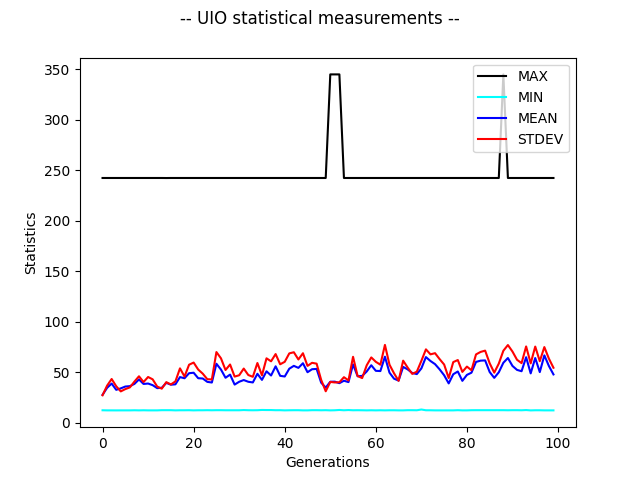 -- UIO statistical measurements --
350
300
250
200
150
100
50
0
Statistics
MAX
MIN
MEAN
STDEV
0 20 40 60 80 100
Generations